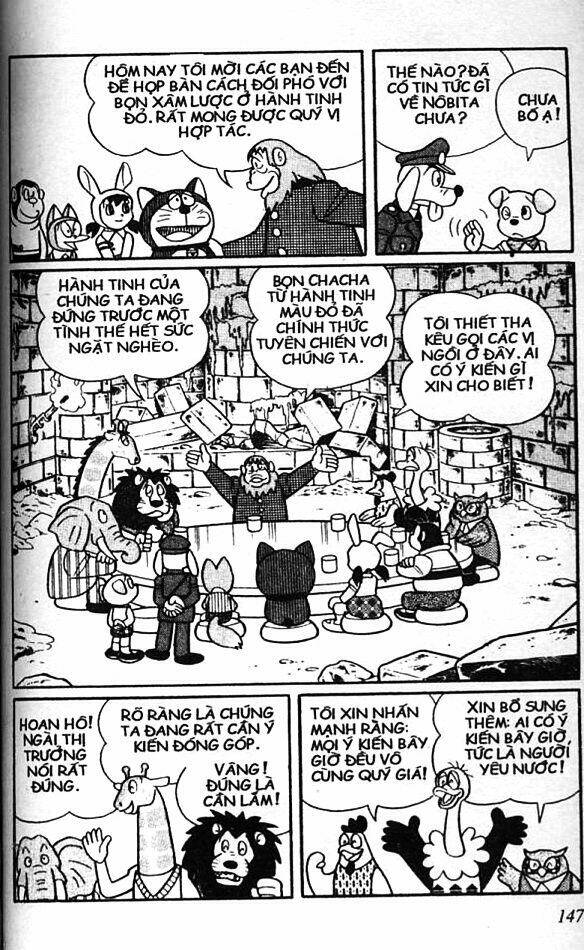 HÔM NAY TÔI MỜI CÁC BẠN ĐẾN
ĐỂ HỌP BÀN CÁCH ĐỐI PHÓ VỚI
BỌN XÂM LƯỢC Ở HÀNH TINH
ĐỎ. RẤT MONG ĐƯỢC QUÝ VỊ
HỢP TÁC.
THẾ NÀO? ĐÃ
CÓ TIN TỨC GÌ
VỀ NÔBITA
CHƯA?
CHƯA
BỐ Ạ!
HÀNH TINH CỦA
CHÚNG TA ĐANG
ĐỨNG TRƯỚC MỘT
TÌNH THẾ HẾT SỨC
NGẶT NGHÈO.
BỌN CHACHA
TỪ HÀNH TINH
MÀU ĐỎ ĐÃ
CHÍNH THỨC
TUYÊN CHIẾN VỚI
CHÚNG TA.
TÔI THIẾT THA
KÊU GỌI CÁC VỊ
NGỒI Ở ĐÂY. AI
CÓ Ý KIẾN GÌ
XIN CHO BIẾT!
HOAN HÔ!
NGÀI THỊ
TRƯỞNG
NÓI RẤT
ĐÚNG.
RÕ RÀNG LÀ CHÚNG
TA ĐANG RẤT CẦN Ý
KIẾN ĐÓNG GÓP.
VÂNG!
ĐÚNG LÀ
CẦN LẮM!
TÔI XIN NHẤN
MẠNH RẰNG:
MỌI Ý KIẾN BÂY
GIỜ ĐỀU VÔ
CÙNG QUÝ GIÁ!
XIN BỔ SUNG
THÊM: AI CÓ Ý
KIẾN BÂY GIỜ,
TỨC LÀ NGƯỜI
YÊU NƯỚC!
147